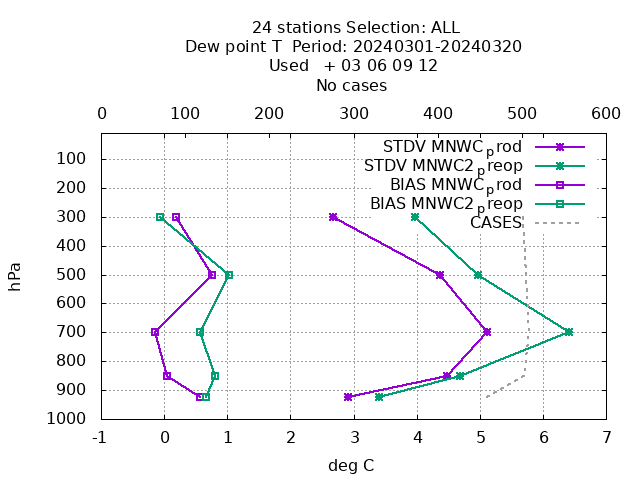 24 stations Selection: ALL
Dew point T  Period: 20240301-20240320
Used   + 03 06 09 12
No cases
0 100 200 300 400 500 600
STDV MNWC_prod
STDV MNWC2_preop
BIAS MNWC_prod
BIAS MNWC2_preop
CASES
100
200
300
400
500
600
700
800
900
1000
hPa
-1 0 1 2 3 4 5 6 7
deg C